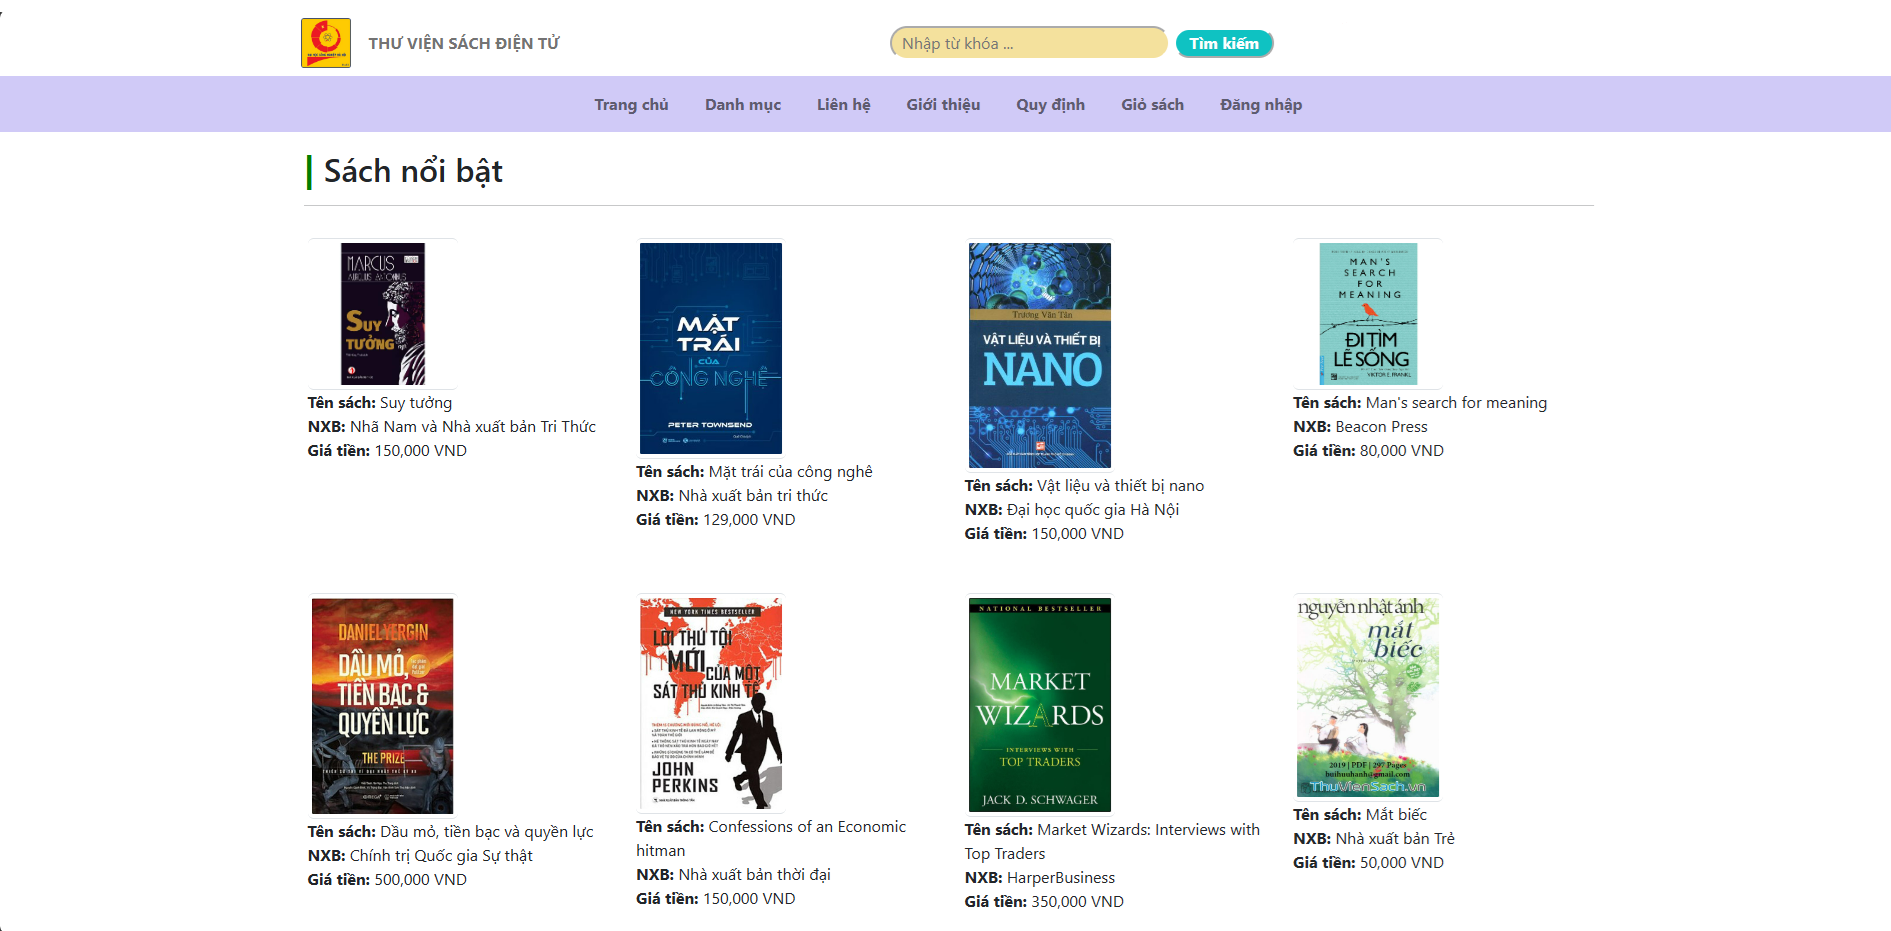 THƯ VIỆN SÁCH ĐIỆN TỬ
Nhập từ khóa ...
Tìm kiếm
Trang chủ
Danh mục
Liên hệ
Giới thiệu
Quy định
Giỏ sách
Đăng nhập
Sách nổi bật
MARCUS
SUY
TƯỞNG
Tên sách: Suy tưởng
NXB: Nhã Nam và Nhà xuất bản Tri Thức
Giá tiền: 150,000 VND
MẶT
TRÁI
CỦA
CÔNG NGHỆ
PETER TOWNSEND
Tên sách: Mặt trái của công nghê
NXB: Nhà xuất bản tri thức
Giá tiền: 129,000 VND
Trương Văn Tân
VẬT LIỆU VÀ THIẾT BỊ
NANO
Tên sách: Vật liệu và thiết bị nano
NXB: Đại học quốc gia Hà Nội
Giá tiền: 150,000 VND
MAN'S
SEARCH
FOR
MEANING
ĐI TÌM
LẼ SỐNG
VIKTOR E. FRANKL
Tên sách: Man's search for meaning
NXB: Beacon Press
Giá tiền: 80,000 VND
DANIEL YERGIN
DẦU MỎ,
TIỀN BẠC &
QUYỀN LỰC
THE PRIZE
Tên sách: Dầu mỏ, tiền bạc và quyền lực
NXB: Chính trị Quốc gia Sự thật
Giá tiền: 500,000 VND
NEW YORK TIMES BESTSELLER
LỜI THÚ TỘI
MỚI CỦA MỘT
SÁT THỦ KINH TẾ
JOHN
PERKINS
Tên sách: Confessions of an Economic
hitman
NXB: Nhà xuất bản thời đại
Giá tiền: 150,000 VND
NATIONAL BESTSELLER
MARKET
WIZARDS
INTERVIEWS WITH
TOP TRADERS
JACK D. SCHWAGER
Tên sách: Market Wizards: Interviews with
Top Traders
NXB: HarperBusiness
Giá tiền: 350,000 VND
nguyễn nhật ánh
mắt
biếc
2019 | PDF | 297 Pages
buihuuhanh@gmail.com
ThuVienSach.vn
Tên sách: Mắt biếc
NXB: Nhà xuất bản Trẻ
Giá tiền: 50,000 VND